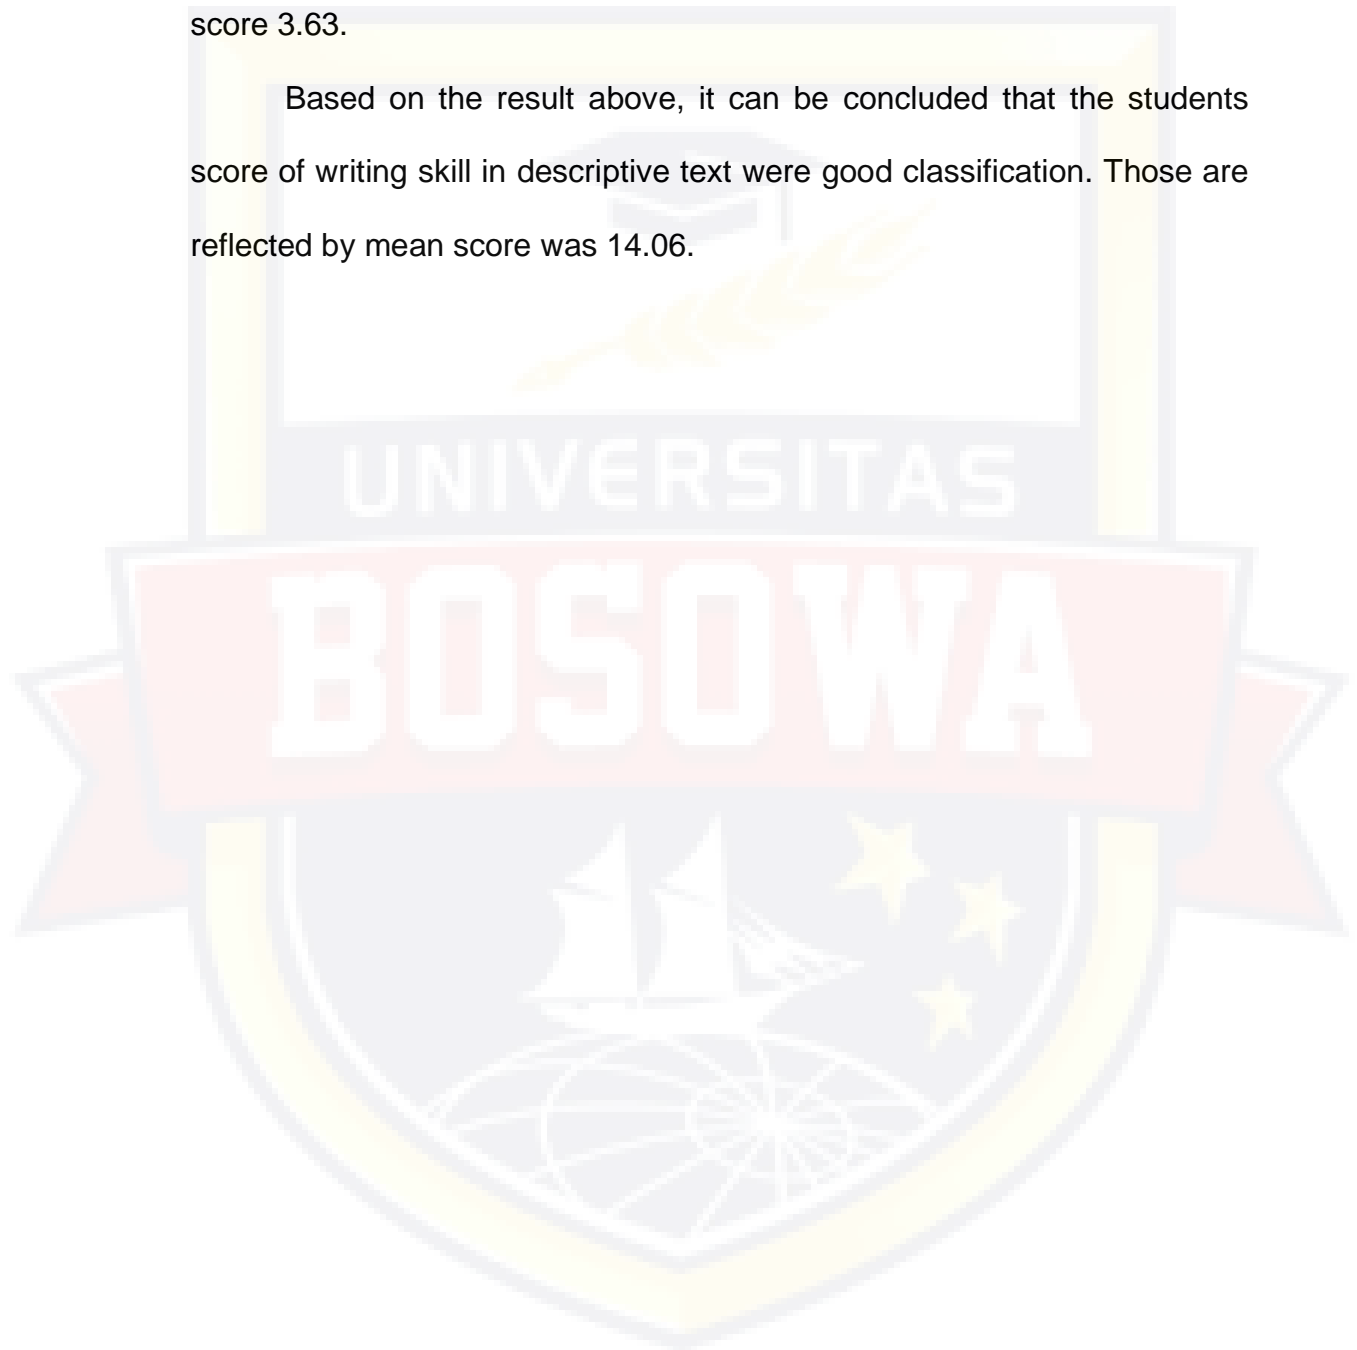 score 3.63.
Based on the result above, it can be concluded that the students
score of writing skill in descriptive text were good classification. Those are
reflected by mean score was 14.06.
UNIVERSITAS
BOSOWA